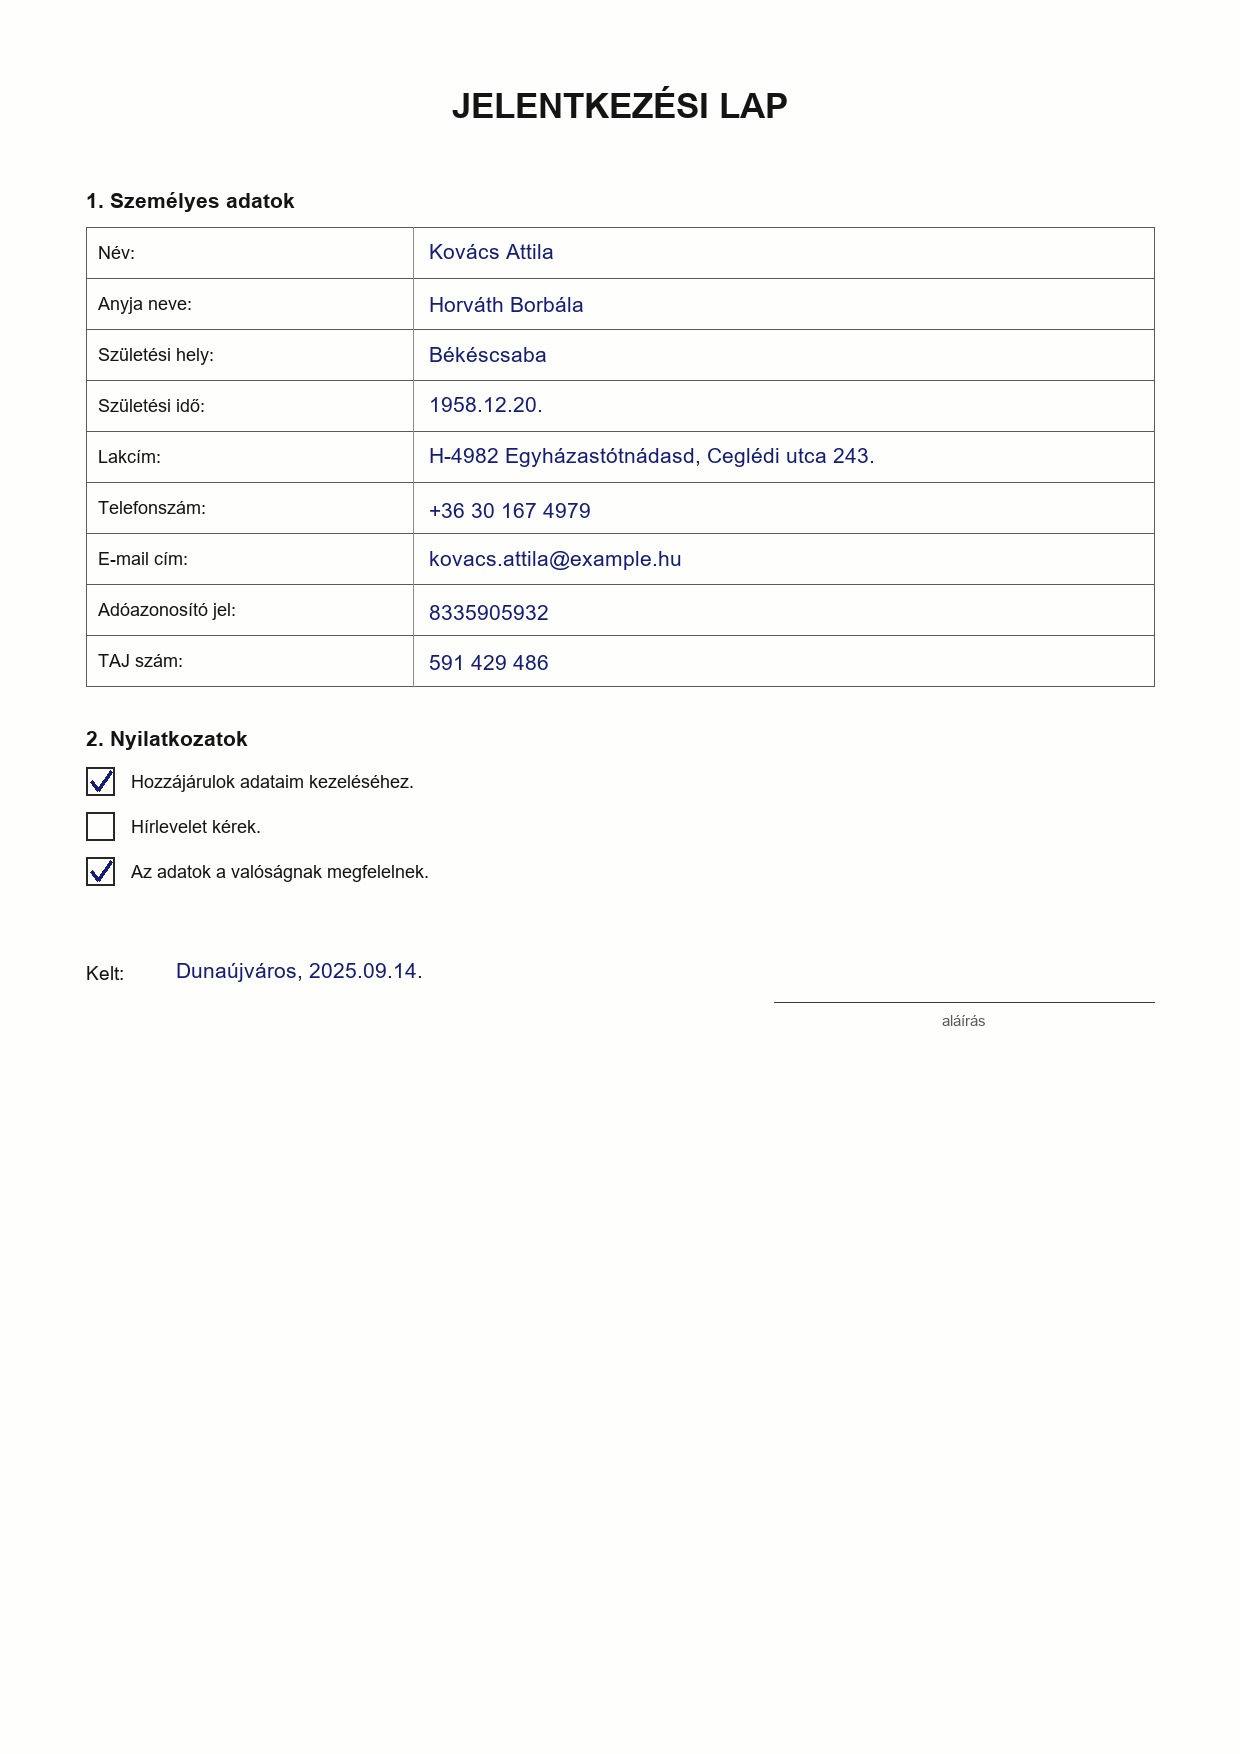 JELENTKEZÉSI LAP
1. Személyes adatok
Név: Kovács Attila
Anyja neve: Horváth Borbála
Születési hely: Békéscsaba
Születési idő: 1958.12.20.
Lakcím: H-4982 Egyházastótnádasd, Ceglédi utca 243.
Telefonszám: +36 30 167 4979
E-mail cím: kovacs.attila@example.hu
Adóazonosító jel: 8335905932
TAJ szám: 591 429 486
2. Nyilatkozatok
Hozzájárulok adataim kezeléséhez.
Hírlevelet kérek.
Az adatok a valóságnak megfelelnek.
Kelt: Dunaújváros, 2025.09.14.
aláírás